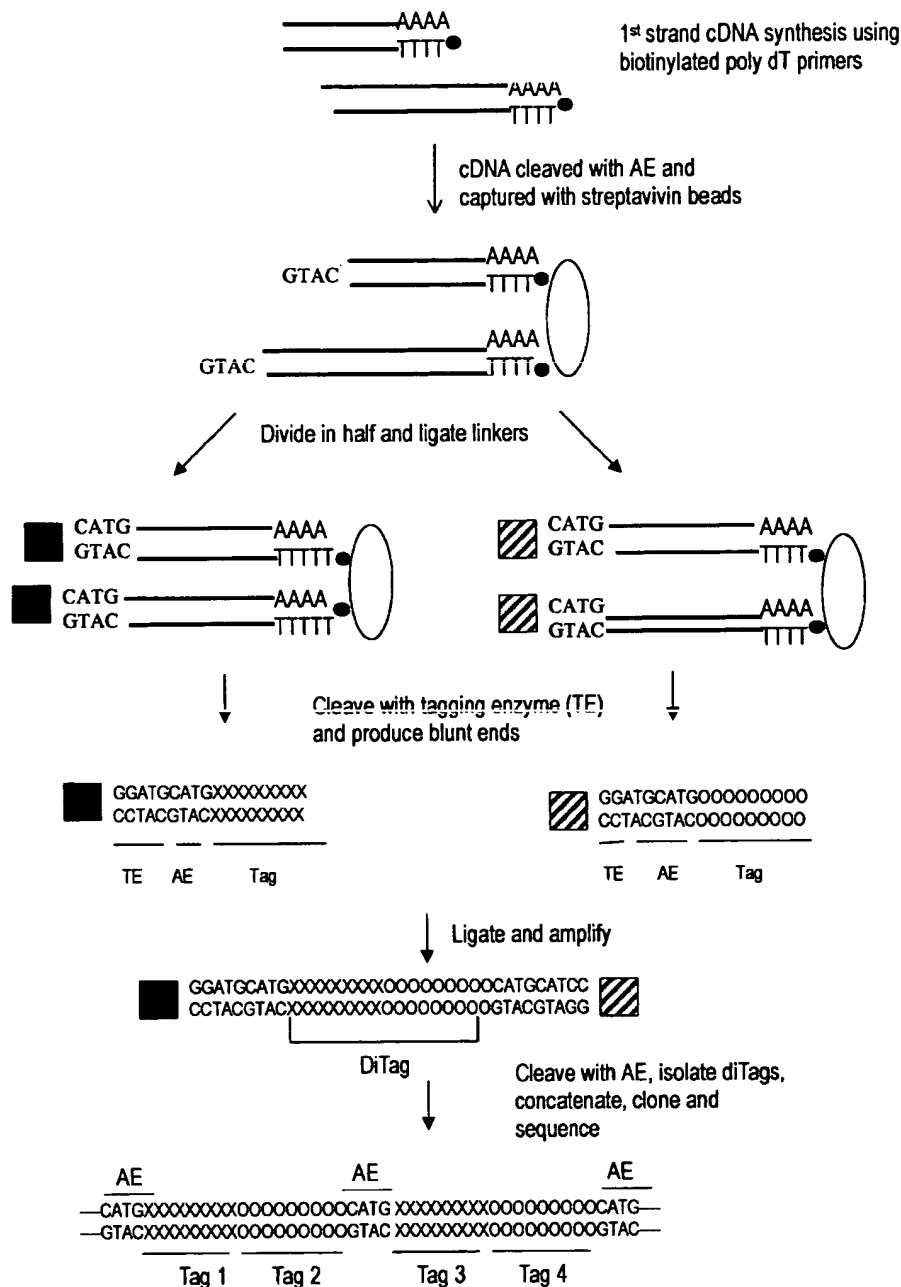 AAAA
TTTT
1st strand cDNA synthesis using
biotinylated poly dT primers
AAAA
TTTT
cDNA cleaved with AE and
captured with streptavivin beads
AAAA
GTAC
TTTT
AAAA
GTAC
TTTT
Divide in half and ligate linkers
CATG AAAA
GTAC TTTTT
CATG AAAA
GTAC TTTTT
CATG AAAA
GTAC TTTT
CATG AAAA
GTAC TTTT
Cleave with tagging enzyme (TE)
and produce blunt ends
GGATGCATGXXXXXXXXX
CCTACGTACXXXXXXXXX
TE AE Tag
GGATGCATGOOOOOOOOO
CCTACGTACOOOOOOOOO
TE AE Tag
Ligate and amplify
GGATGCATGXXXXXXXXXOOOOOOOOOCATGCATCC
CCTACGTACXXXXXXXXXOOOOOOOOOGTACGTAGG
DiTag
Cleave with AE, isolate diTags,
concatenate, clone and
sequence
AE AE AE
CATGXXXXXXXXXOOOOOOOOOCATGXXXXXXXXXOOOOOOOOOCATG
GTACXXXXXXXXXOOOOOOOOOGTACXXXXXXXXXOOOOOOOOOGTAC
Tag 1 Tag 2 Tag 3 Tag 4